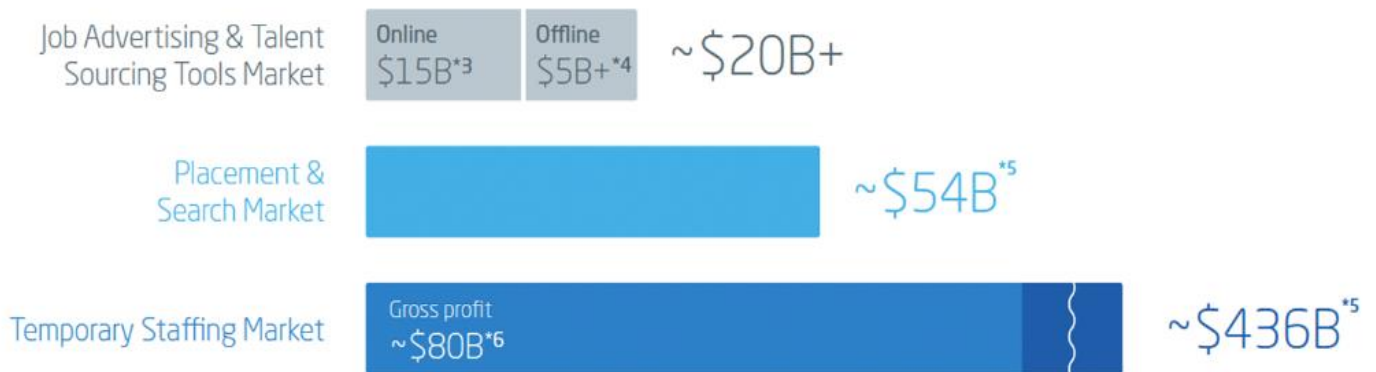 Job Advertising & Talent
Sourcing Tools Market
Online
$15B*3
Offline
$5B+*4
~$20B+
Placement &
Search Market
~$54B*5
Temporary Staffing Market
Gross profit
~$80B*6
~$436B*5